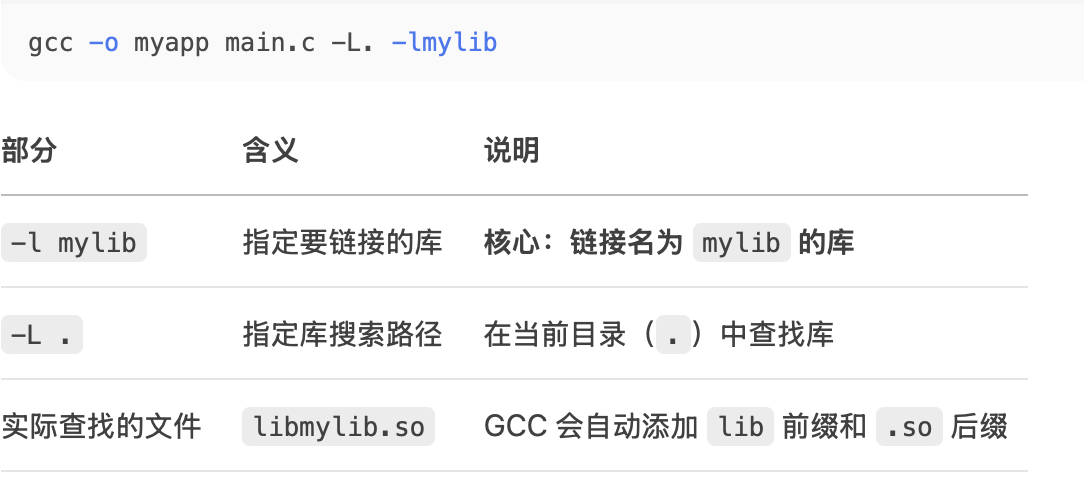 gcc -o myapp main.c -L. -lmylib
部分 含义 说明
-l mylib 指定要链接的库 核心：链接名为 mylib 的库
-L . 指定库搜索路径 在当前目录（.）中查找库
实际查找的文件 libmylib.so GCC 会自动添加 lib 前缀和 .so 后缀